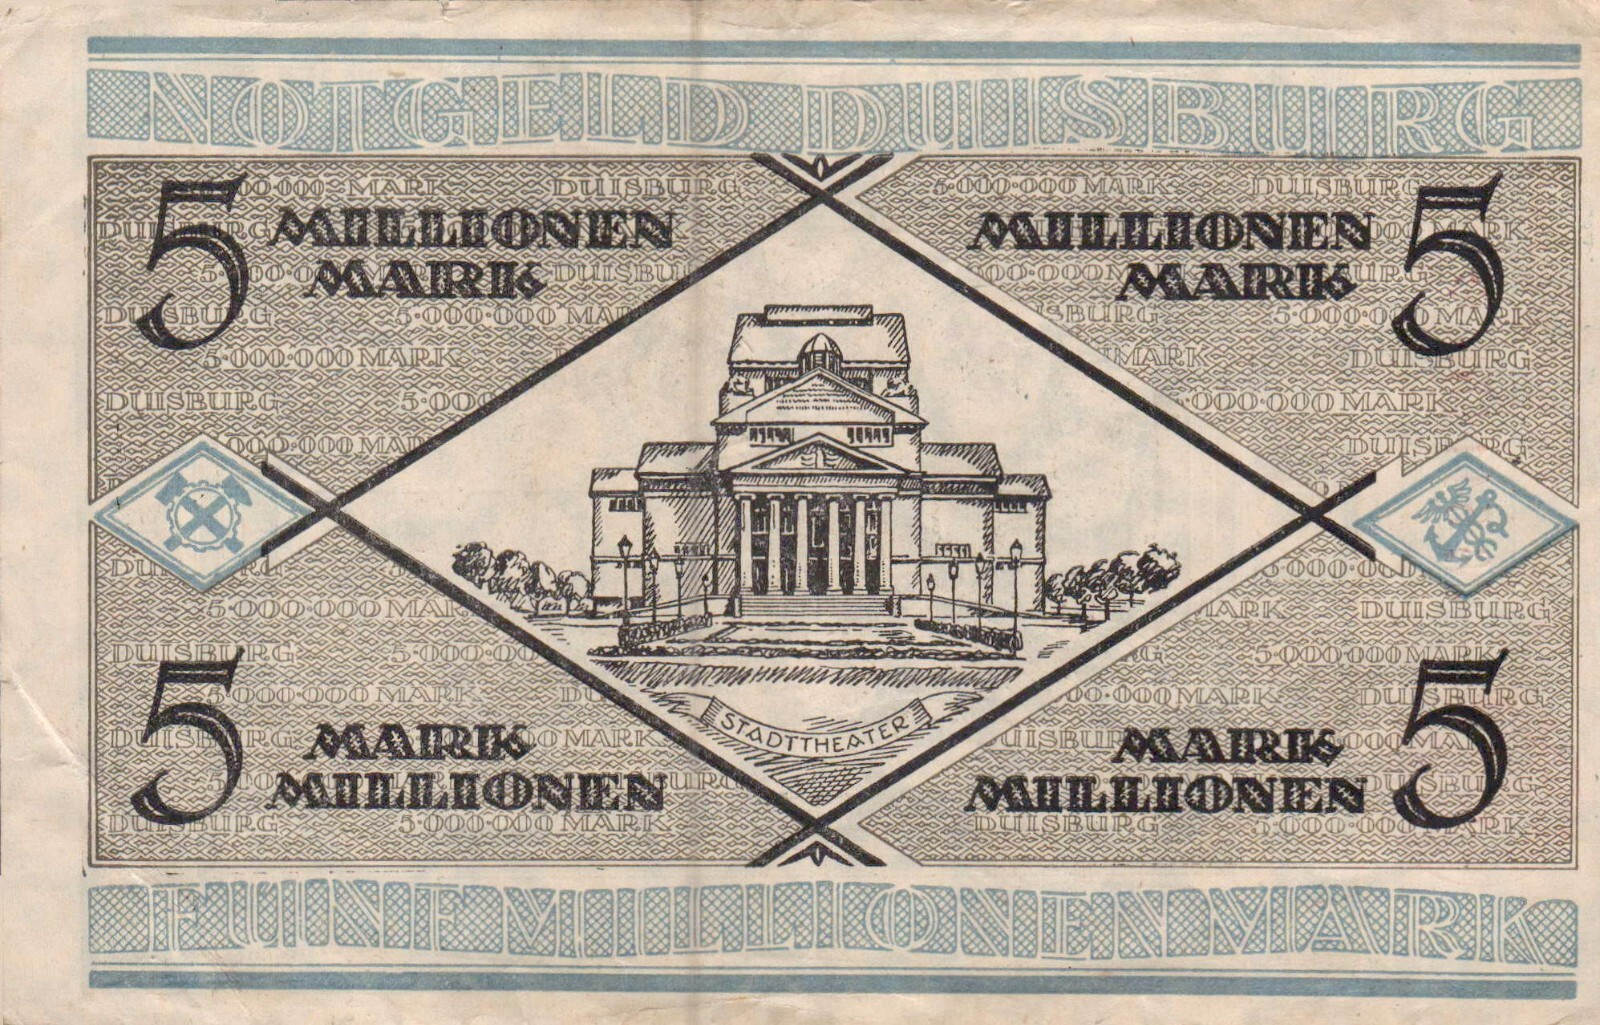 NOTGELD DUISBURG
5 MILLIONEN MARK
MILLIONEN MARK 5
STADTTHEATER
5 MARK MILLIONEN
MARK MILLIONEN 5
FÜNF MILLIONEN MARK
5·000·000 MARK DUISBURG